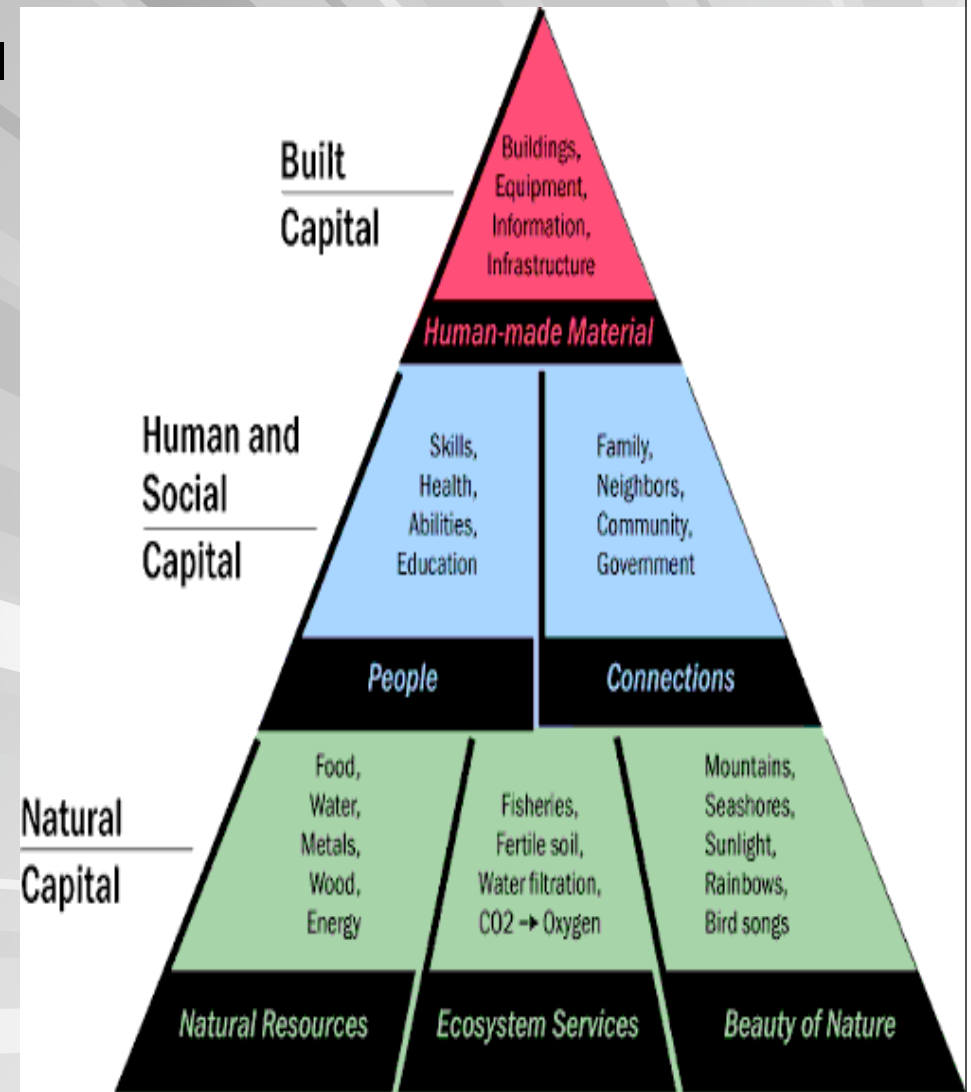 Built
Capital
Buildings,
Equipment,
Information,
Infrastructure
Human-made Material
Human and
Social
Capital
Skills,
Health,
Abilities,
Education
People
Family,
Neighbors,
Community,
Government
Connections
Natural
Capital
Food,
Water,
Metals,
Wood,
Energy
Natural Resources
Fisheries,
Fertile soil,
Water filtration,
CO2 → Oxygen
Ecosystem Services
Mountains,
Seashores,
Sunlight,
Rainbows,
Bird songs
Beauty of Nature